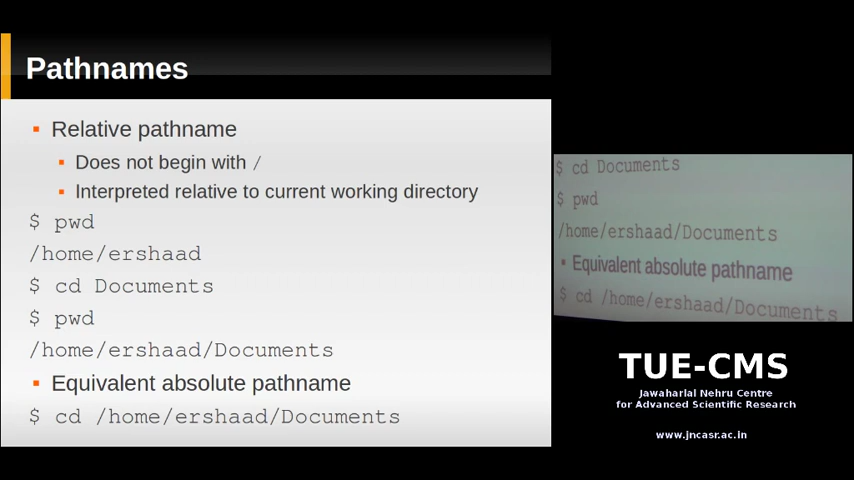 Pathnames
Relative pathname
Does not begin with /
Interpreted relative to current working directory
$ pwd
/home/ershaad
$ cd Documents
$ pwd
/home/ershaad/Documents
Equivalent absolute pathname
$ cd /home/ershaad/Documents
$ cd Documents
$ pwd
/home/ershaad/Documents
Equivalent absolute pathname
$ cd /home/ershaad/Documents
TUE-CMS
Jawaharlal Nehru Centre
for Advanced Scientific Research
www.jncasr.ac.in